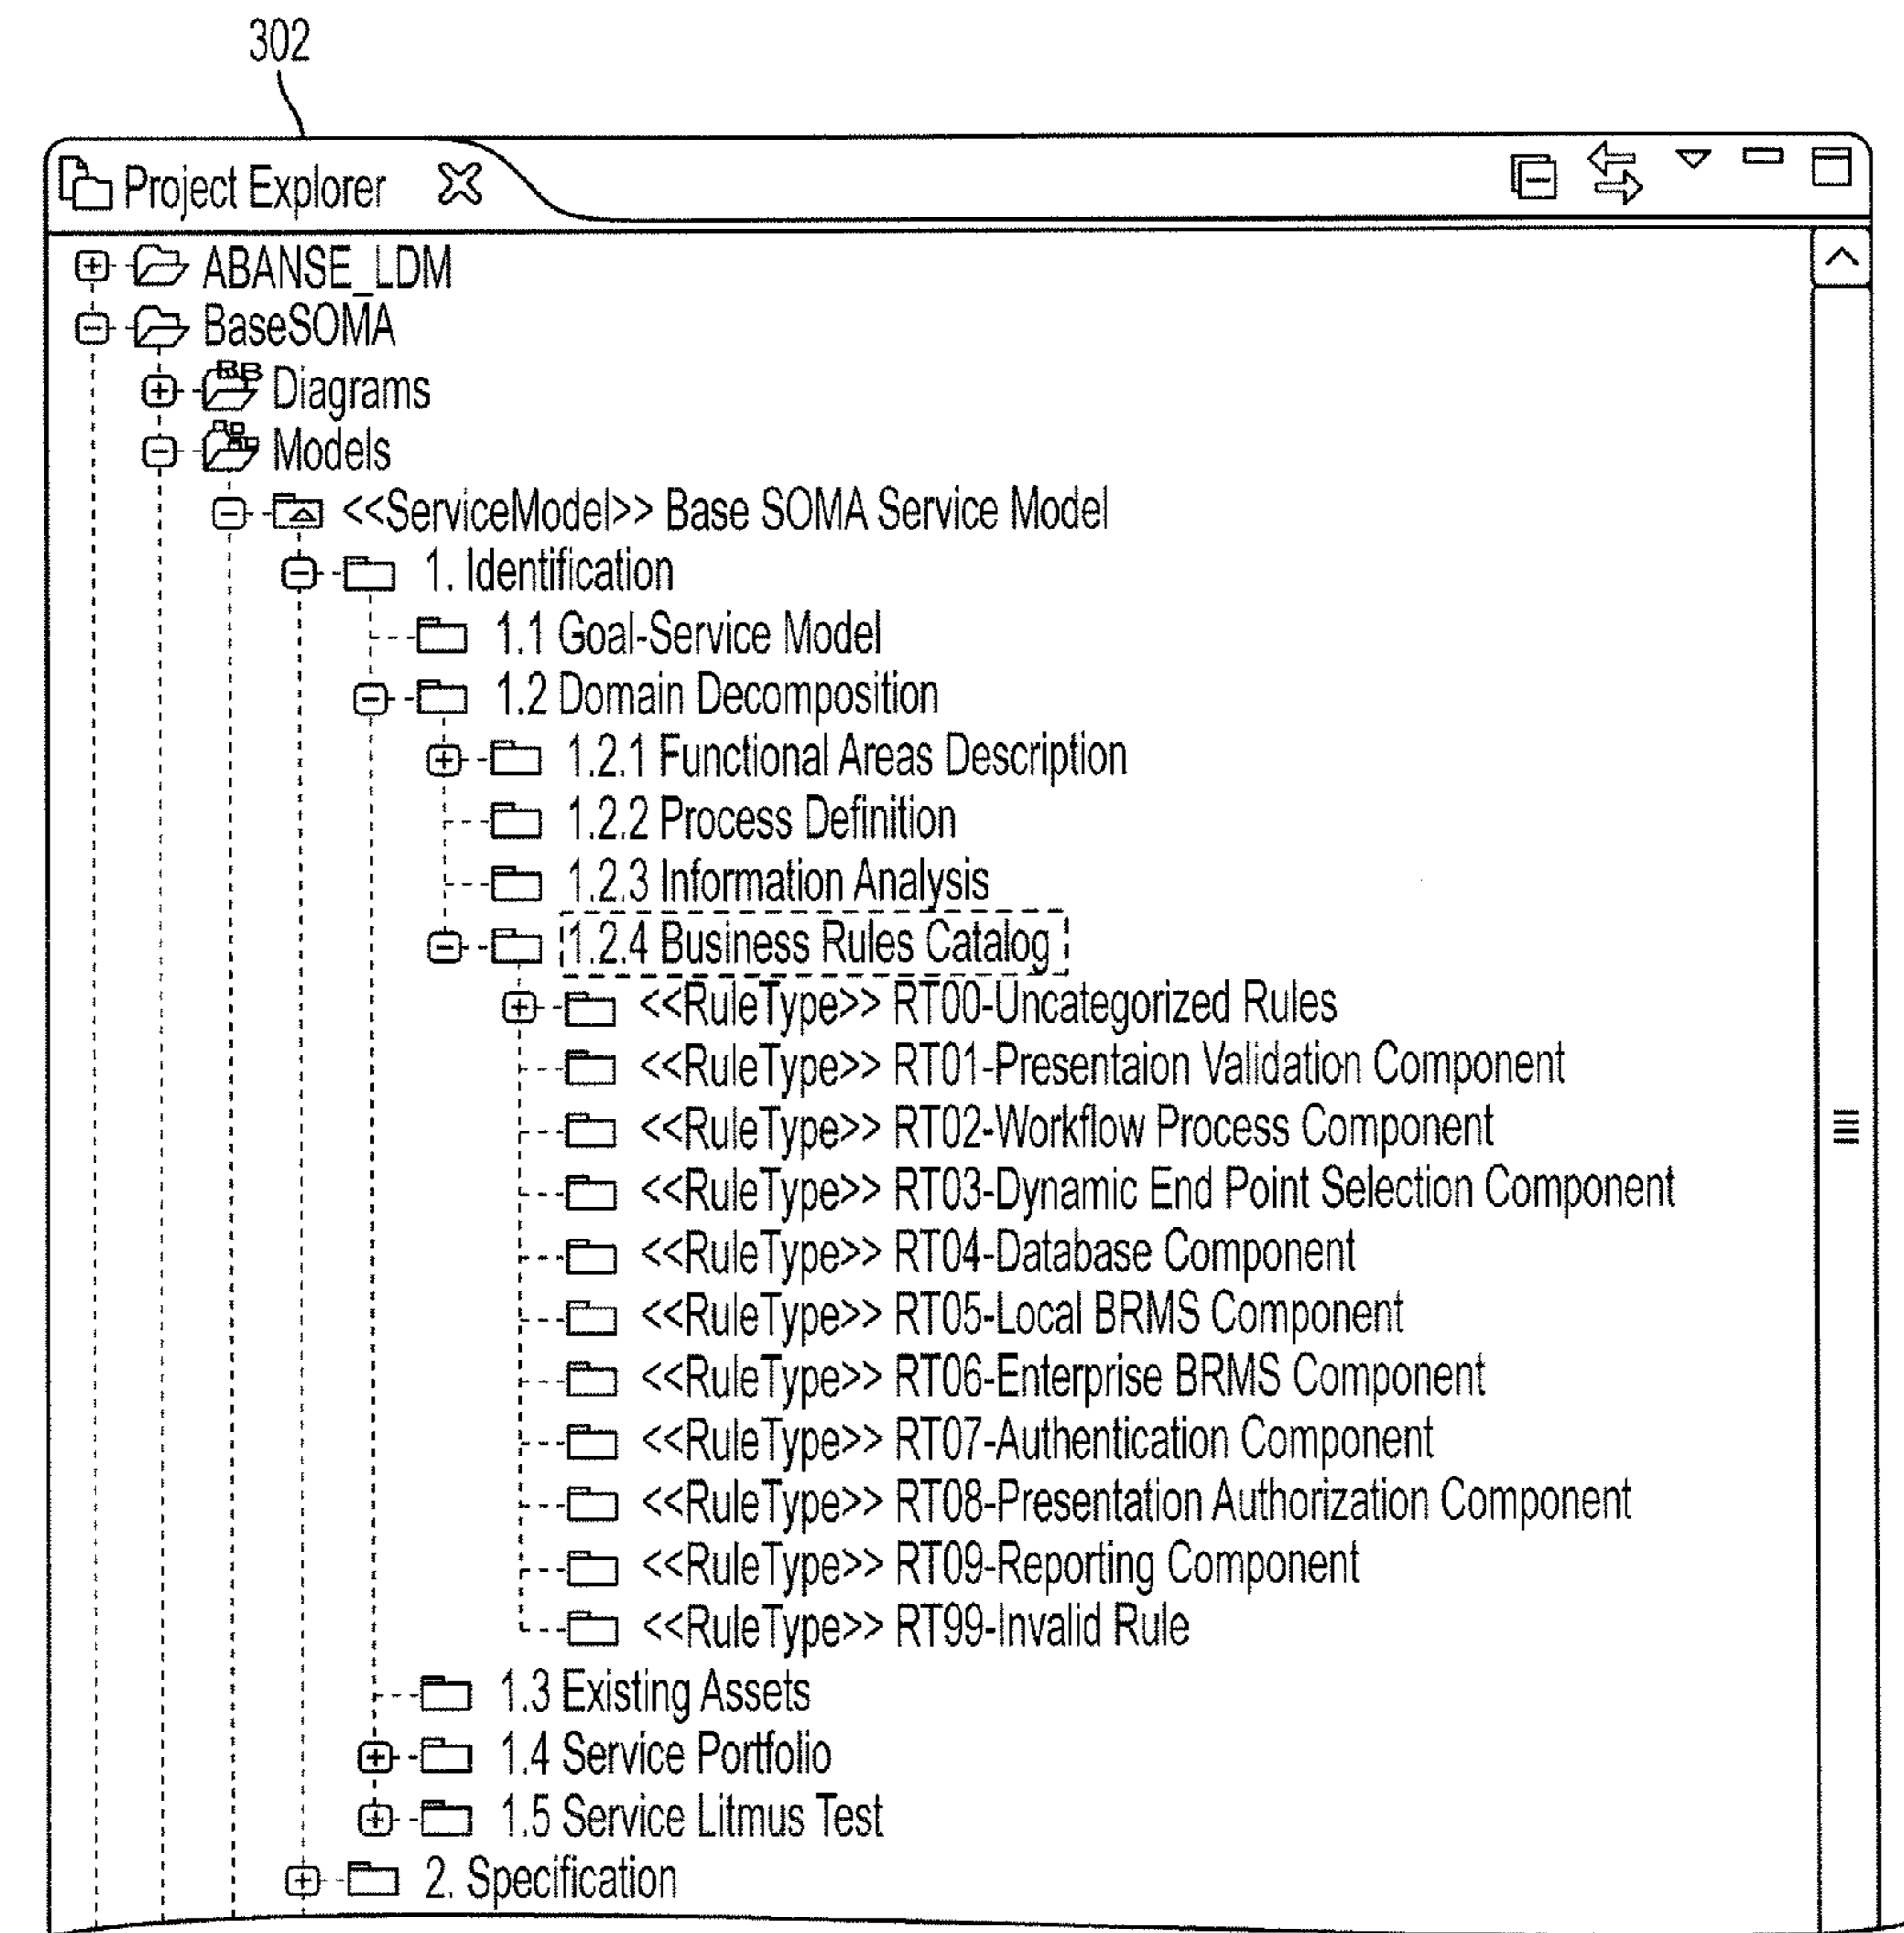 302
Project Explorer
ABANSE_LDM
BaseSOMA
Diagrams
Models
<<ServiceModel>> Base SOMA Service Model
1. Identification
1.1 Goal-Service Model
1.2 Domain Decomposition
1.2.1 Functional Areas Description
1.2.2 Process Definition
1.2.3 Information Analysis
1.2.4 Business Rules Catalog
<<RuleType>> RT00-Uncategorized Rules
<<RuleType>> RT01-Presentaion Validation Component
<<RuleType>> RT02-Workflow Process Component
<<RuleType>> RT03-Dynamic End Point Selection Component
<<RuleType>> RT04-Database Component
<<RuleType>> RT05-Local BRMS Component
<<RuleType>> RT06-Enterprise BRMS Component
<<RuleType>> RT07-Authentication Component
<<RuleType>> RT08-Presentation Authorization Component
<<RuleType>> RT09-Reporting Component
<<RuleType>> RT99-Invalid Rule
1.3 Existing Assets
1.4 Service Portfolio
1.5 Service Litmus Test
2. Specification